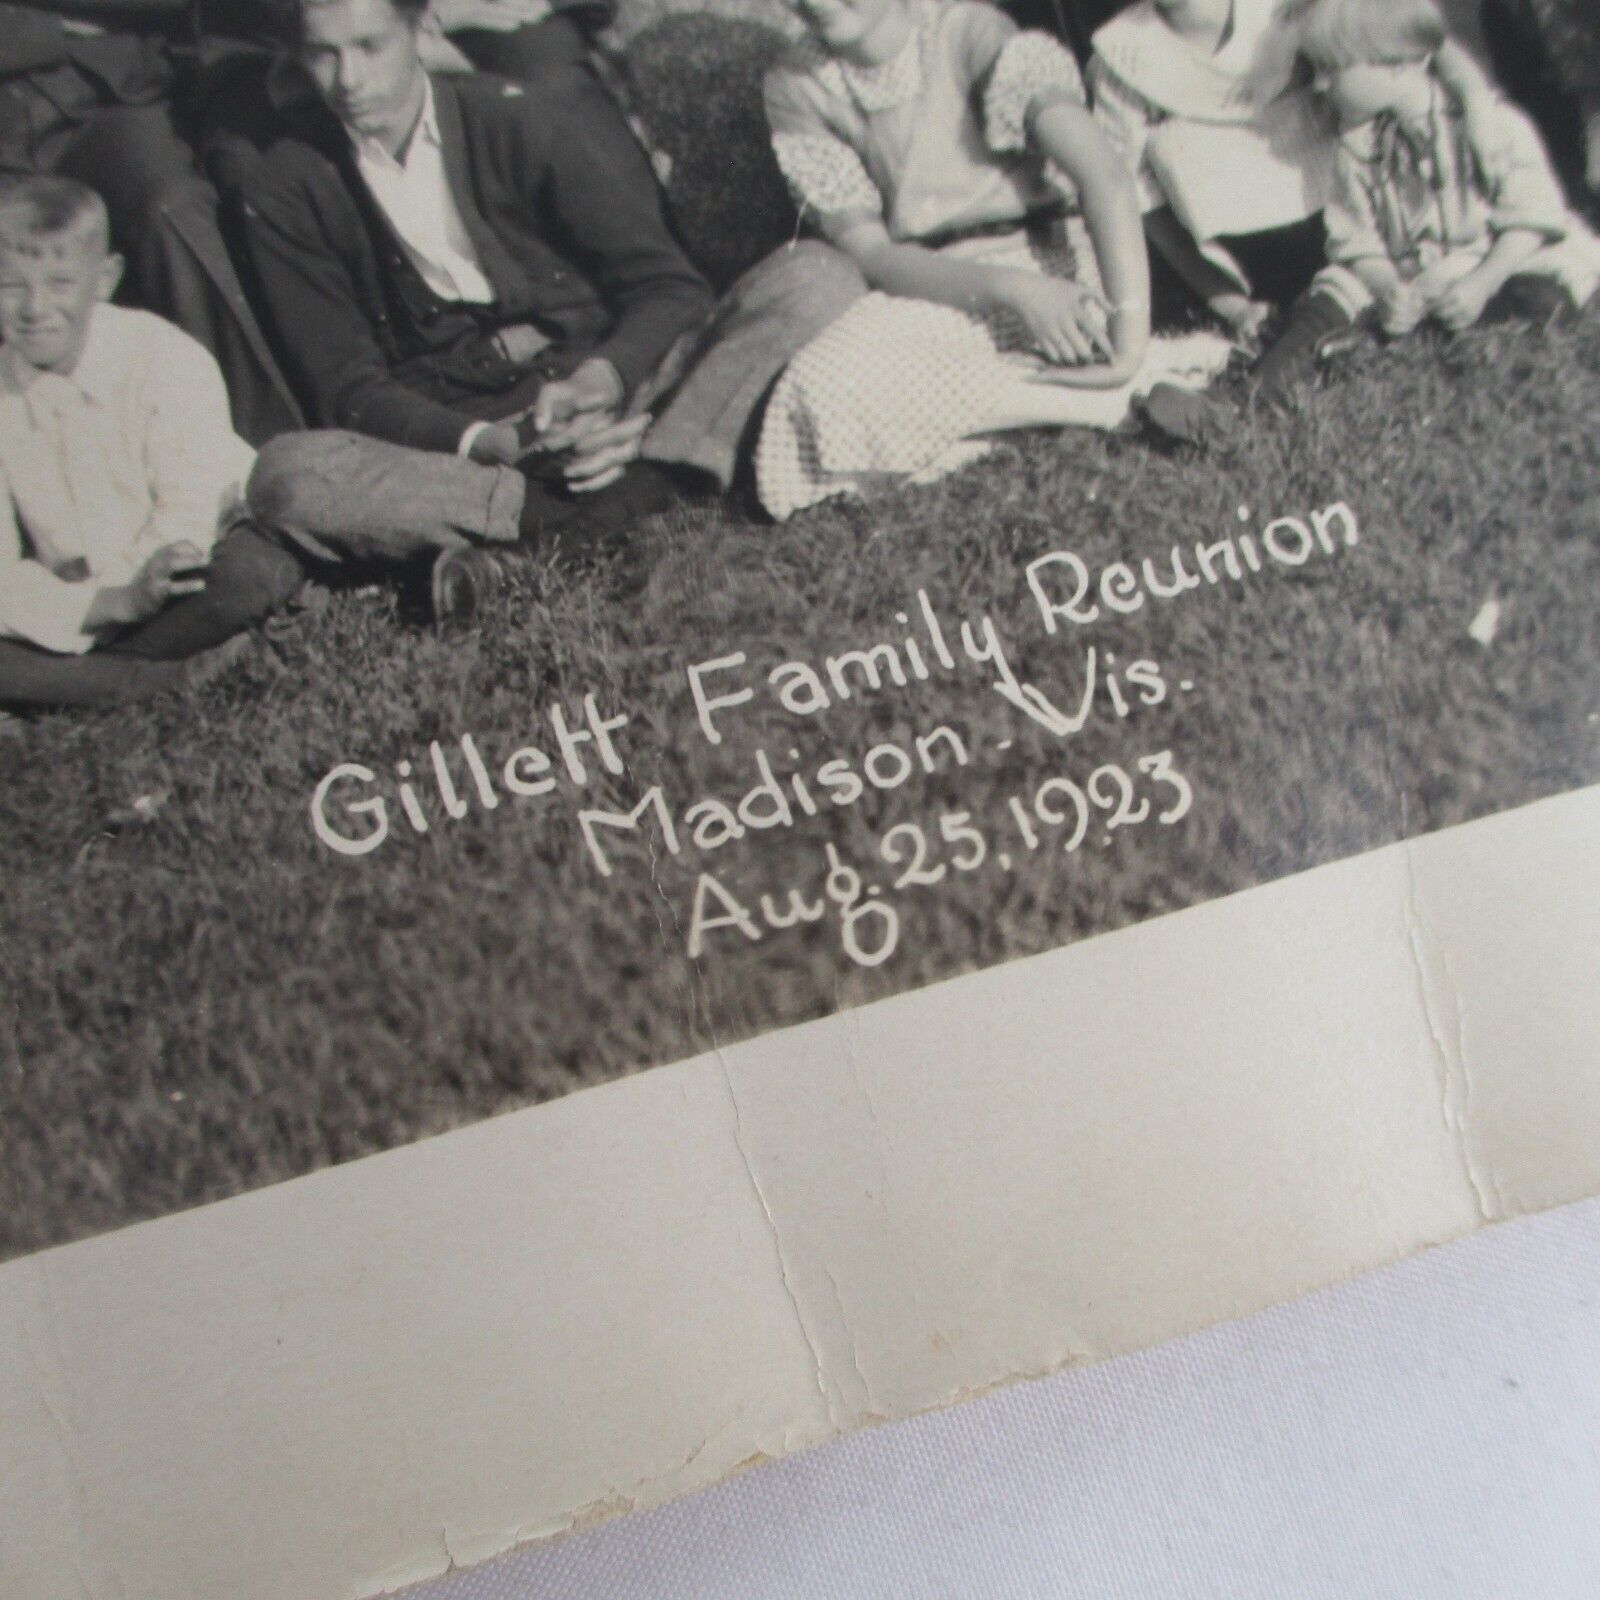 Gillett Family Reunion
Madison - Wis.
Aug. 25, 1923